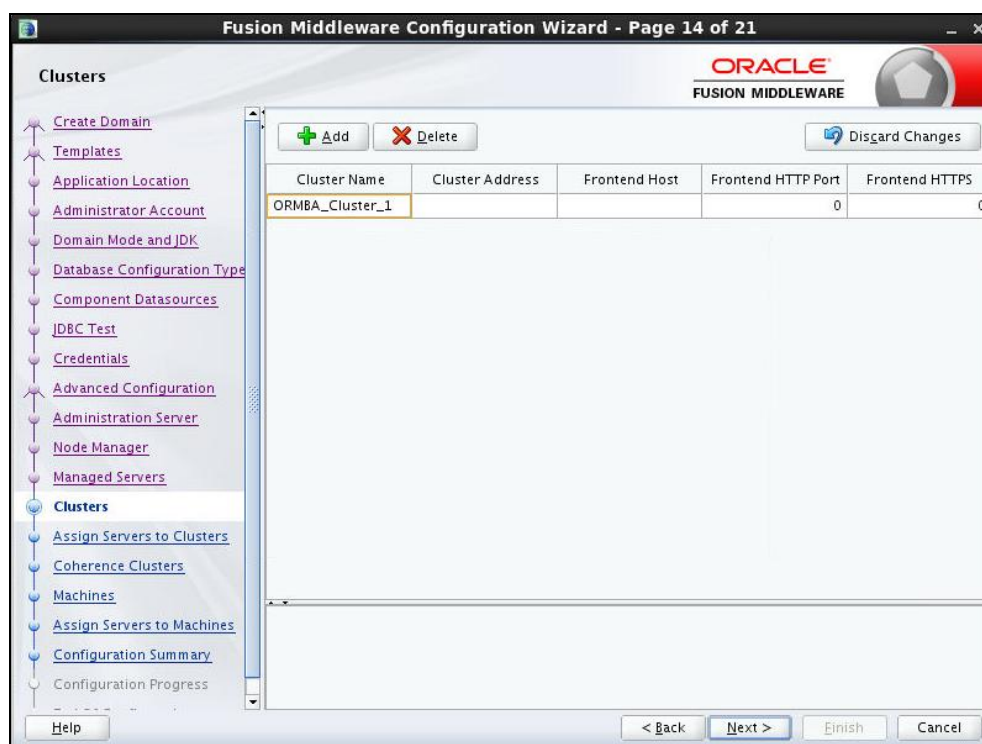 Fusion Middleware Configuration Wizard - Page 14 of 21
Clusters
ORACLE
FUSION MIDDLEWARE
Create Domain
Templates
Application Location
Administrator Account
Domain Mode and JDK
Database Configuration Type
Component Datasources
JDBC Test
Credentials
Advanced Configuration
Administration Server
Node Manager
Managed Servers
Clusters
Assign Servers to Clusters
Coherence Clusters
Machines
Assign Servers to Machines
Configuration Summary
Configuration Progress
Add Delete Discard Changes
Cluster Name Cluster Address Frontend Host Frontend HTTP Port Frontend HTTPS
ORMBA_Cluster_1 0 0
Help < Back Next > Finish Cancel